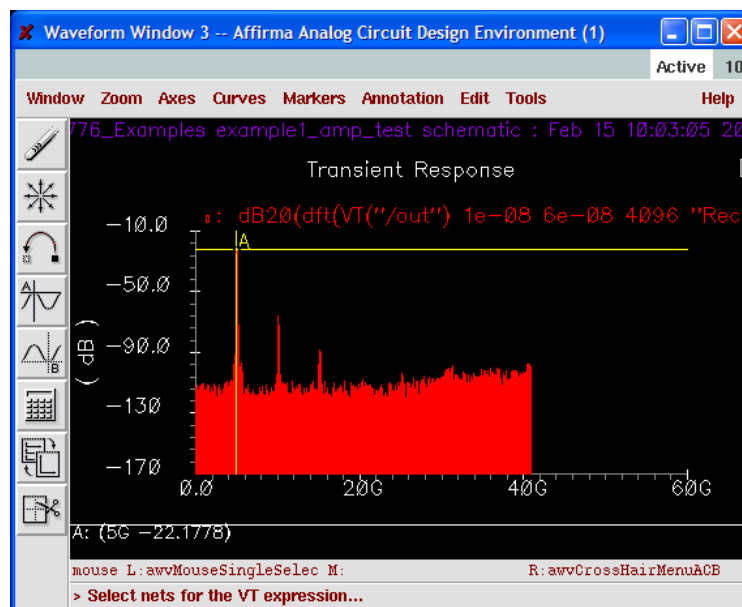 Waveform Window 3 -- Affirma Analog Circuit Design Environment (1)
Active 10
Window Zoom Axes Curves Markers Annotation Edit Tools Help
776_Examples example1_amp_test schematic : Feb 15 10:03:05 20
Transient Response
: dB20(dft(VT("/out") 1e-08 6e-08 4096 "Rec
A
-10.0
-50.0
-90.0
-130
-170
( dB )
0.0 20G 40G 60G
A
B
A: (5G -22.1778)
mouse L:awvMouseSingleSelec M: R:awvCrossHairMenuACB
> Select nets for the VT expression...